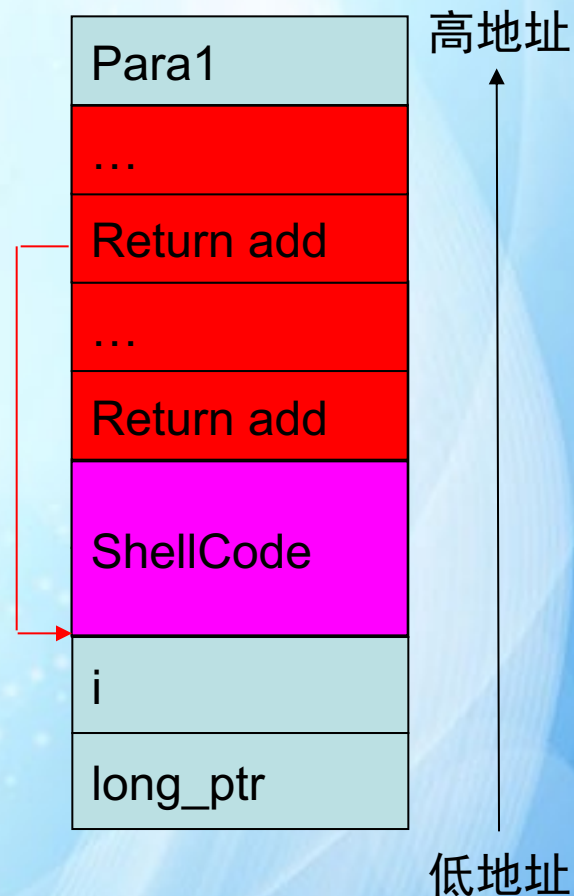 高地址
Para1
…
Return add
…
Return add
ShellCode
i
long_ptr
低地址